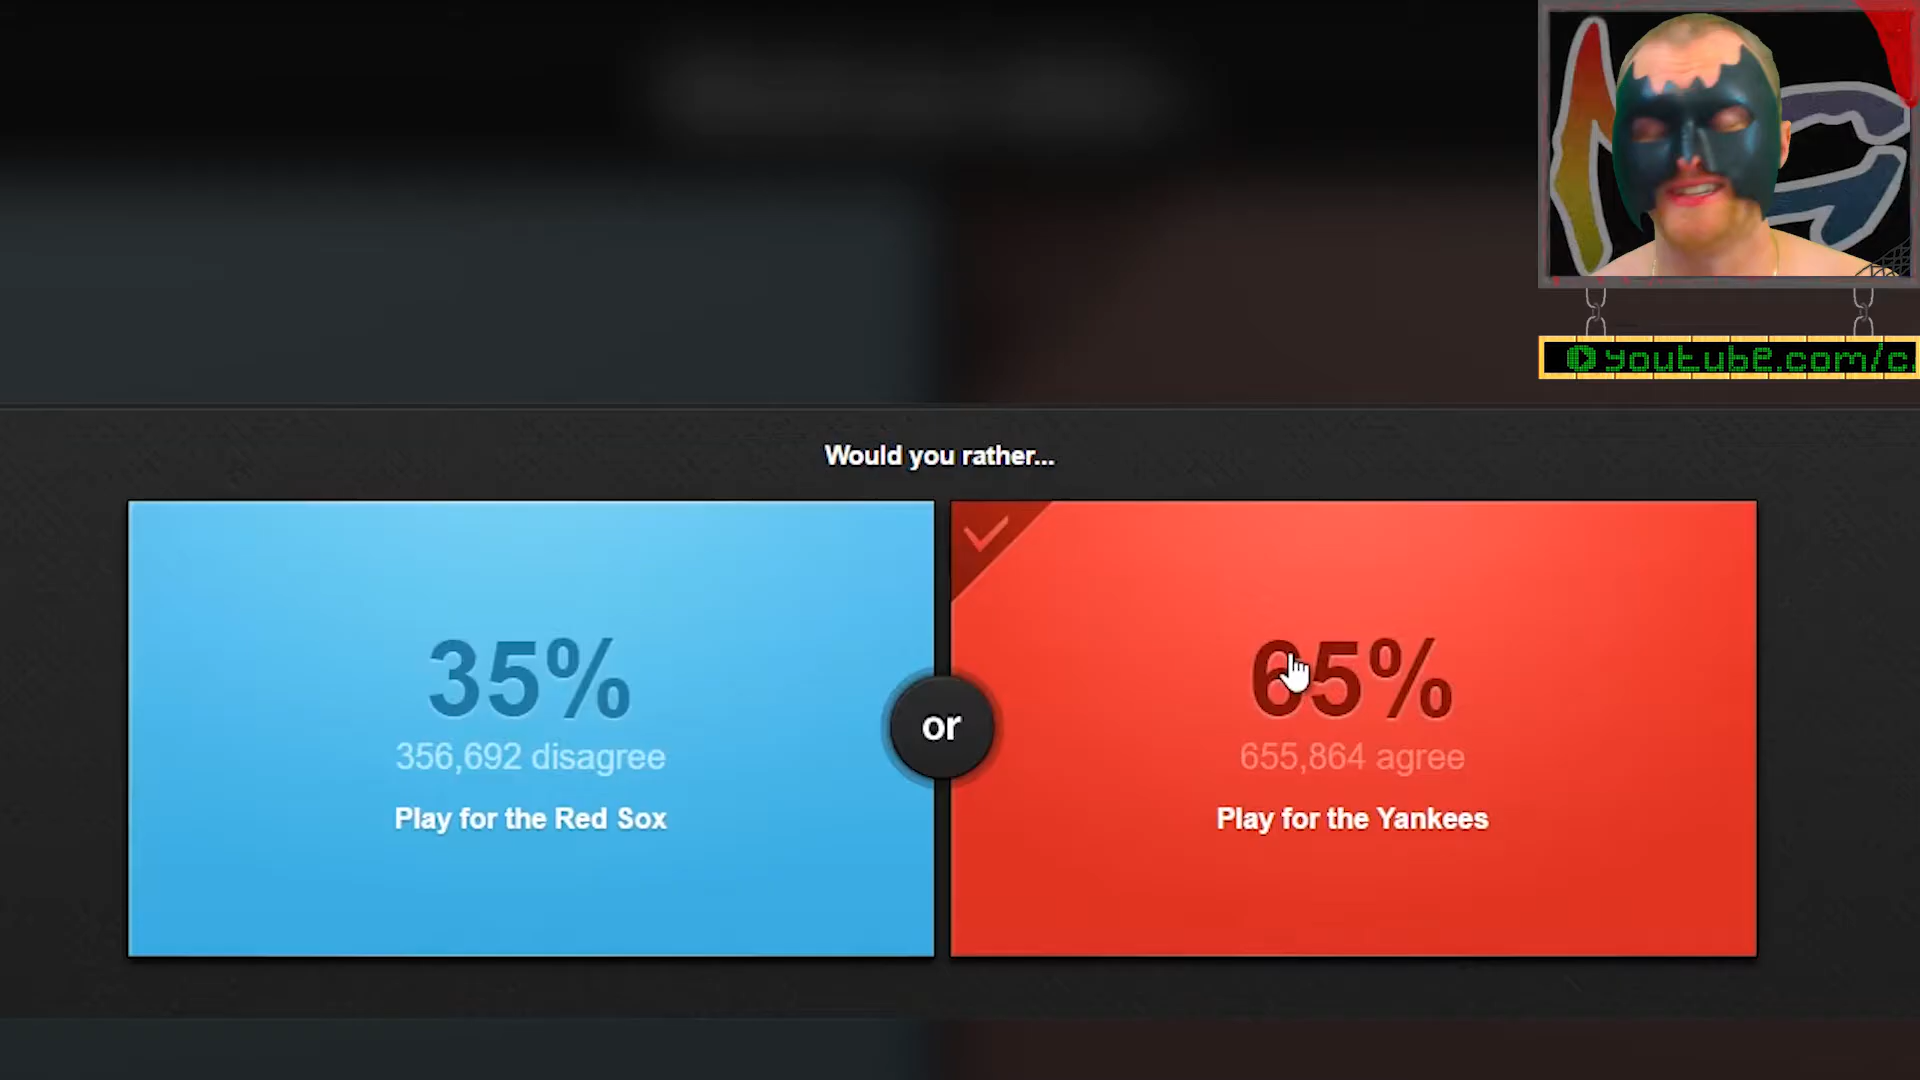 youtube.com/c
Would you rather...
35%
356,692 disagree
Play for the Red Sox
or
65%
655,864 agree
Play for the Yankees